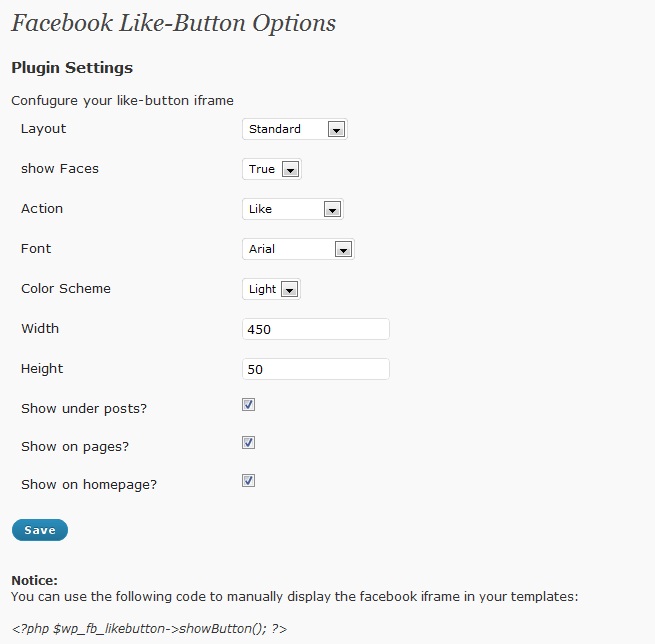 Facebook Like-Button Options
Plugin Settings
Confugure your like-button iframe
Layout Standard
show Faces True
Action Like
Font Arial
Color Scheme Light
Width 450
Height 50
Show under posts?
Show on pages?
Show on homepage?
Save
Notice:
You can use the following code to manually display the facebook iframe in your templates:
<?php $wp_fb_likebutton->showButton(); ?>